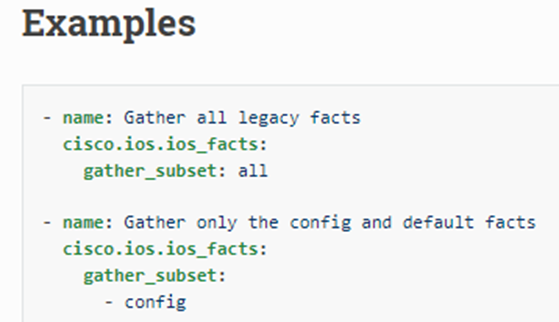 Examples
- name: Gather all legacy facts
cisco.ios.ios_facts:
gather_subset: all
- name: Gather only the config and default facts
cisco.ios.ios_facts:
gather_subset:
- config